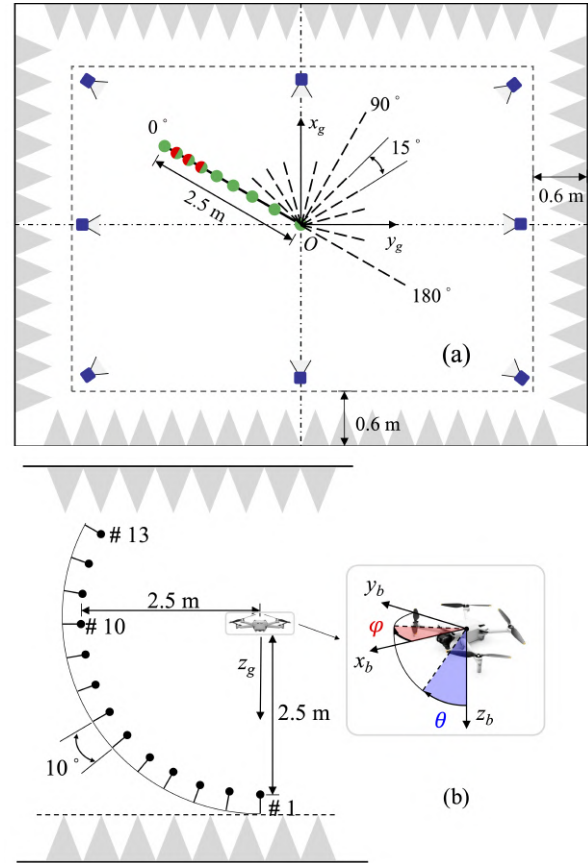 0°
90°
x_g
15°
2.5 m
0.6 m
O
y_g
180°
(a)
0.6 m
# 13
2.5 m
# 10
z_g
2.5 m
10°
# 1
y_b
φ
x_b
θ
z_b
(b)